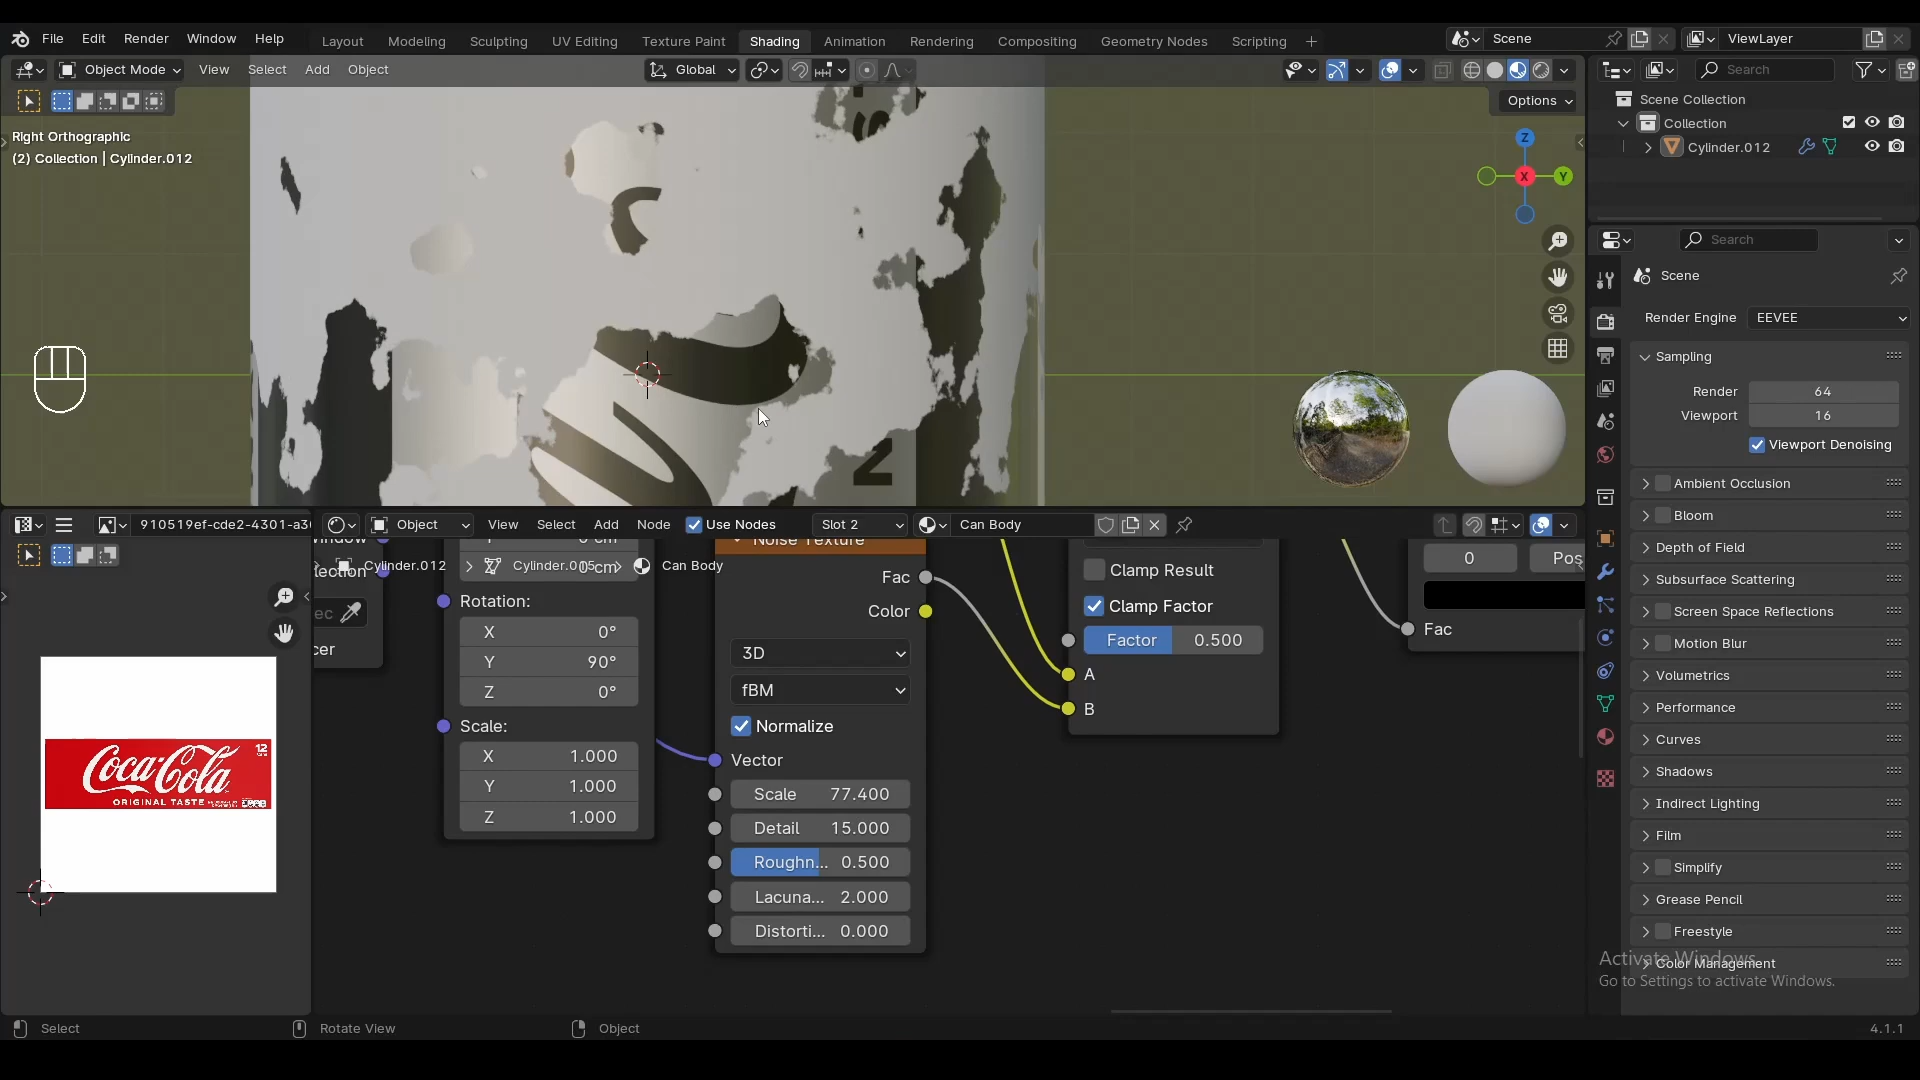 File Edit Render Window Help
Layout Modeling Sculpting UV Editing Texture Paint Shading Animation Rendering Compositing Geometry Nodes Scripting +
Scene ViewLayer
Object Mode View Select Add Object Global
Search
Options
Right Orthographic
(2) Collection | Cylinder.012
Z
Y
X
Scene Collection
Collection
Cylinder.012
Search
Scene
Render Engine EEVEE
Sampling
Render 64
Viewport 16
Viewport Denoising
Ambient Occlusion
Bloom
Depth of Field
Subsurface Scattering
Screen Space Reflections
Motion Blur
Volumetrics
Performance
Curves
Shadows
Indirect Lighting
Film
Simplify
Grease Pencil
Freestyle
Color Management
Activate Windows
Go to Settings to activate Windows.
910519ef-cde2-4301-a3
Object View Select Add Node Use Nodes Slot 2 Can Body
Cylinder.012 Cylinder.015 Can Body
0 cm
Rotation:
X 0°
Y 90°
Z 0°
Scale:
X 1.000
Y 1.000
Z 1.000
Noise Texture
Fac
Color
3D
fBM
Normalize
Vector
Scale 77.400
Detail 15.000
Roughn... 0.500
Lacuna... 2.000
Distorti... 0.000
Clamp Result
Clamp Factor
Factor 0.500
A
B
0 Pos
Fac
Coca-Cola
ORIGINAL TASTE
12
Select Rotate View Object
4.1.1